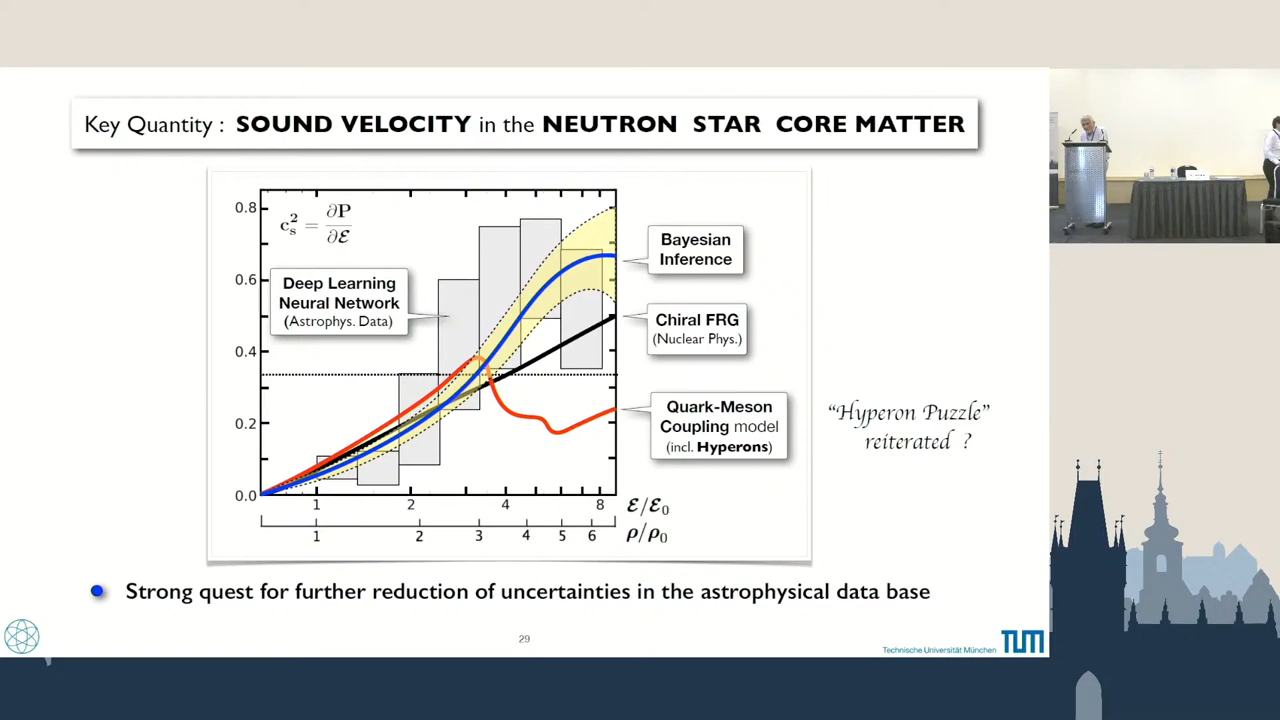 Key Quantity : SOUND VELOCITY in the NEUTRON STAR CORE MATTER
0.8
0.6
0.4
0.2
0.0
c_s^2 = ∂P/∂ℰ
Deep Learning
Neural Network
(Astrophys. Data)
Bayesian
Inference
Chiral FRG
(Nuclear Phys.)
Quark-Meson
Coupling model
(incl. Hyperons)
"Hyperon Puzzle"
reiterated ?
1 2 4 8 ℰ/ℰ₀
1 2 3 4 5 6 ρ/ρ₀
Strong quest for further reduction of uncertainties in the astrophysical data base
29
Technische Universität München
TUM